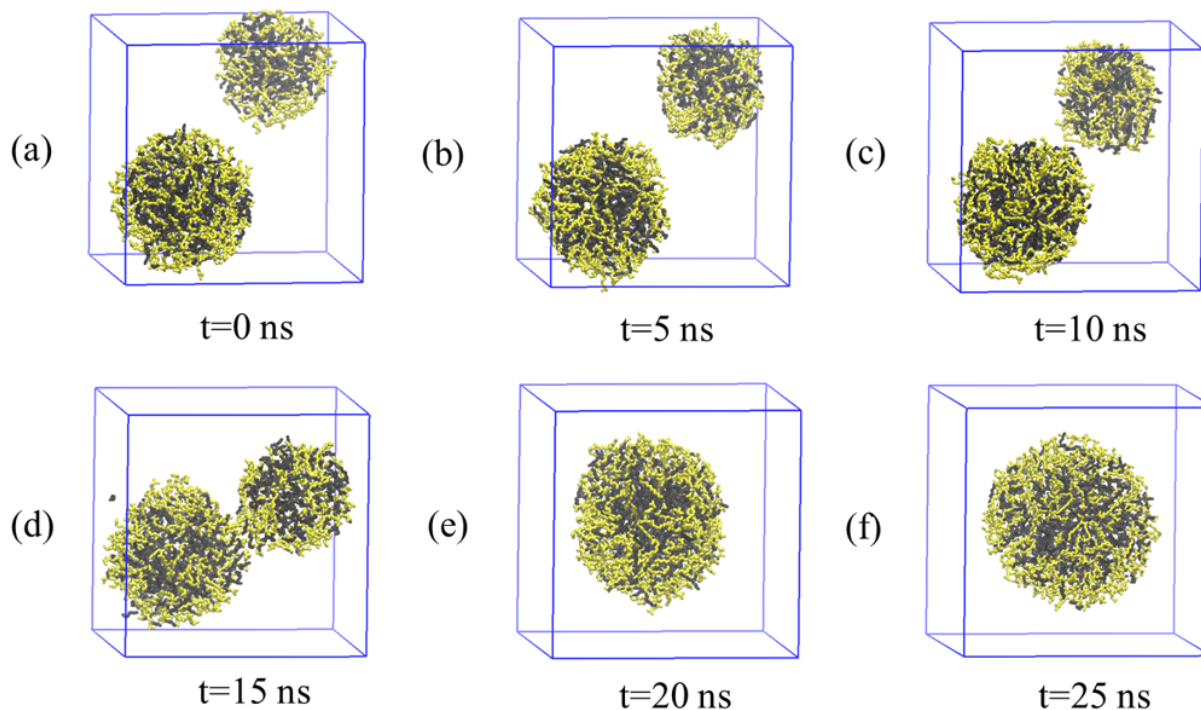 (a)
t=0 ns
(b)
t=5 ns
(c)
t=10 ns
(d)
t=15 ns
(e)
t=20 ns
(f)
t=25 ns